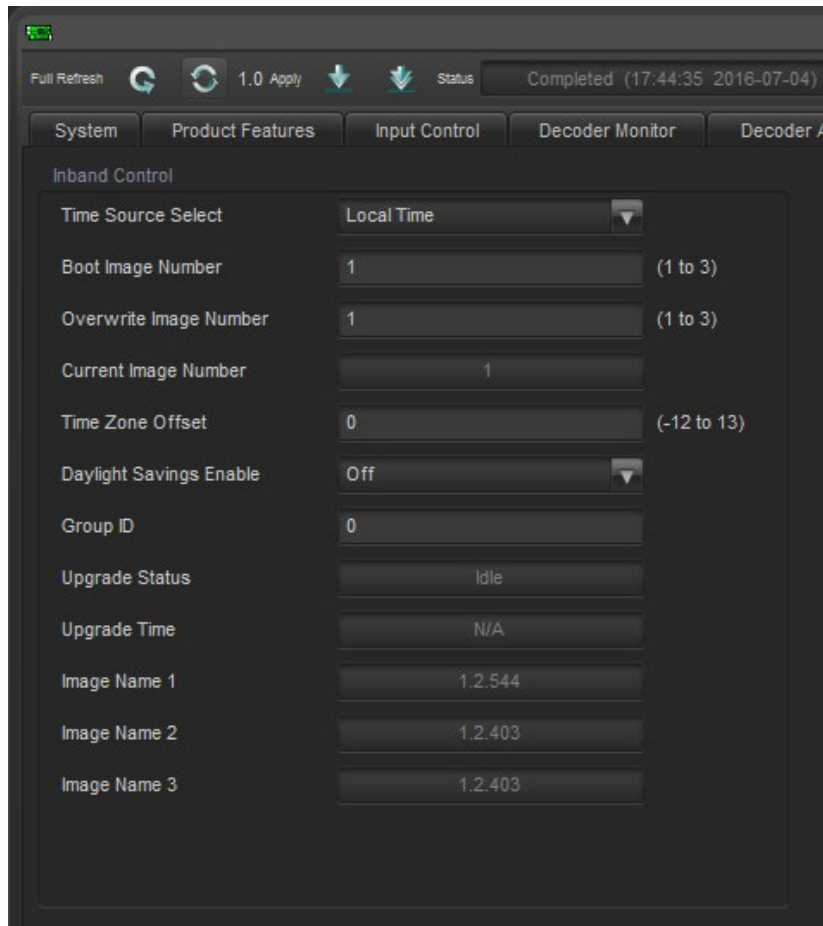 Full Refresh 1.0 Apply Status Completed (17:44:35 2016-07-04)
System Product Features Input Control Decoder Monitor Decoder A
Inband Control
Time Source Select Local Time
Boot Image Number 1 (1 to 3)
Overwrite Image Number 1 (1 to 3)
Current Image Number 1
Time Zone Offset 0 (-12 to 13)
Daylight Savings Enable Off
Group ID 0
Upgrade Status Idle
Upgrade Time N/A
Image Name 1 1.2.544
Image Name 2 1.2.403
Image Name 3 1.2.403